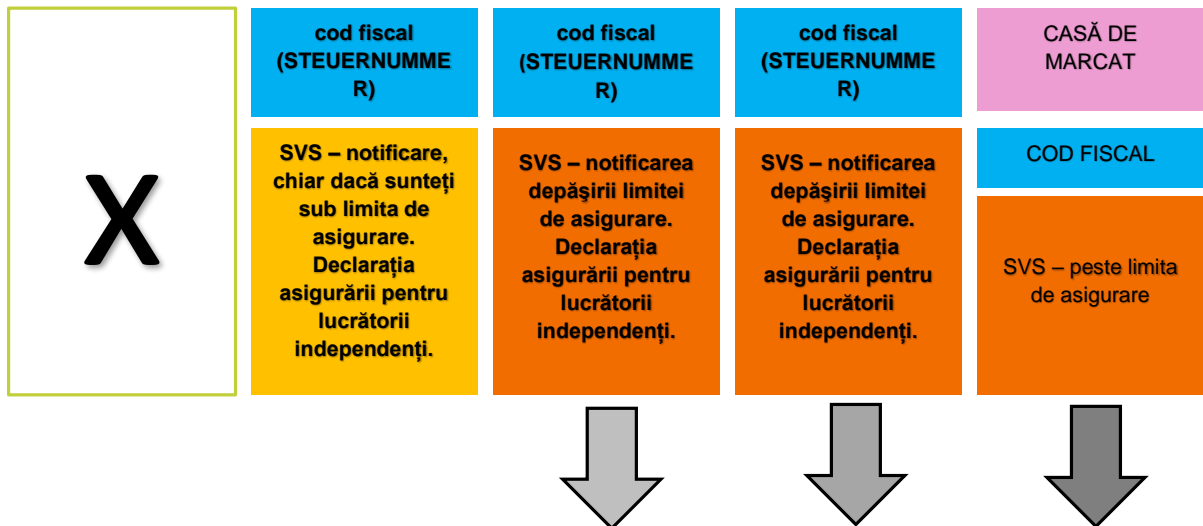 X
cod fiscal
(STEUERNUMME
R)
SVS – notificare,
chiar dacă sunteți
sub limita de
asigurare.
Declarația
asigurării pentru
lucrătorii
independenți.
cod fiscal
(STEUERNUMME
R)
SVS – notificarea
depăşirii limitei
de asigurare.
Declarația
asigurării pentru
lucrătorii
independenți.
cod fiscal
(STEUERNUMME
R)
SVS – notificarea
depăşirii limitei
de asigurare.
Declarația
asigurării pentru
lucrătorii
independenți.
CASĂ DE
MARCAT
COD FISCAL
SVS – peste limita
de asigurare